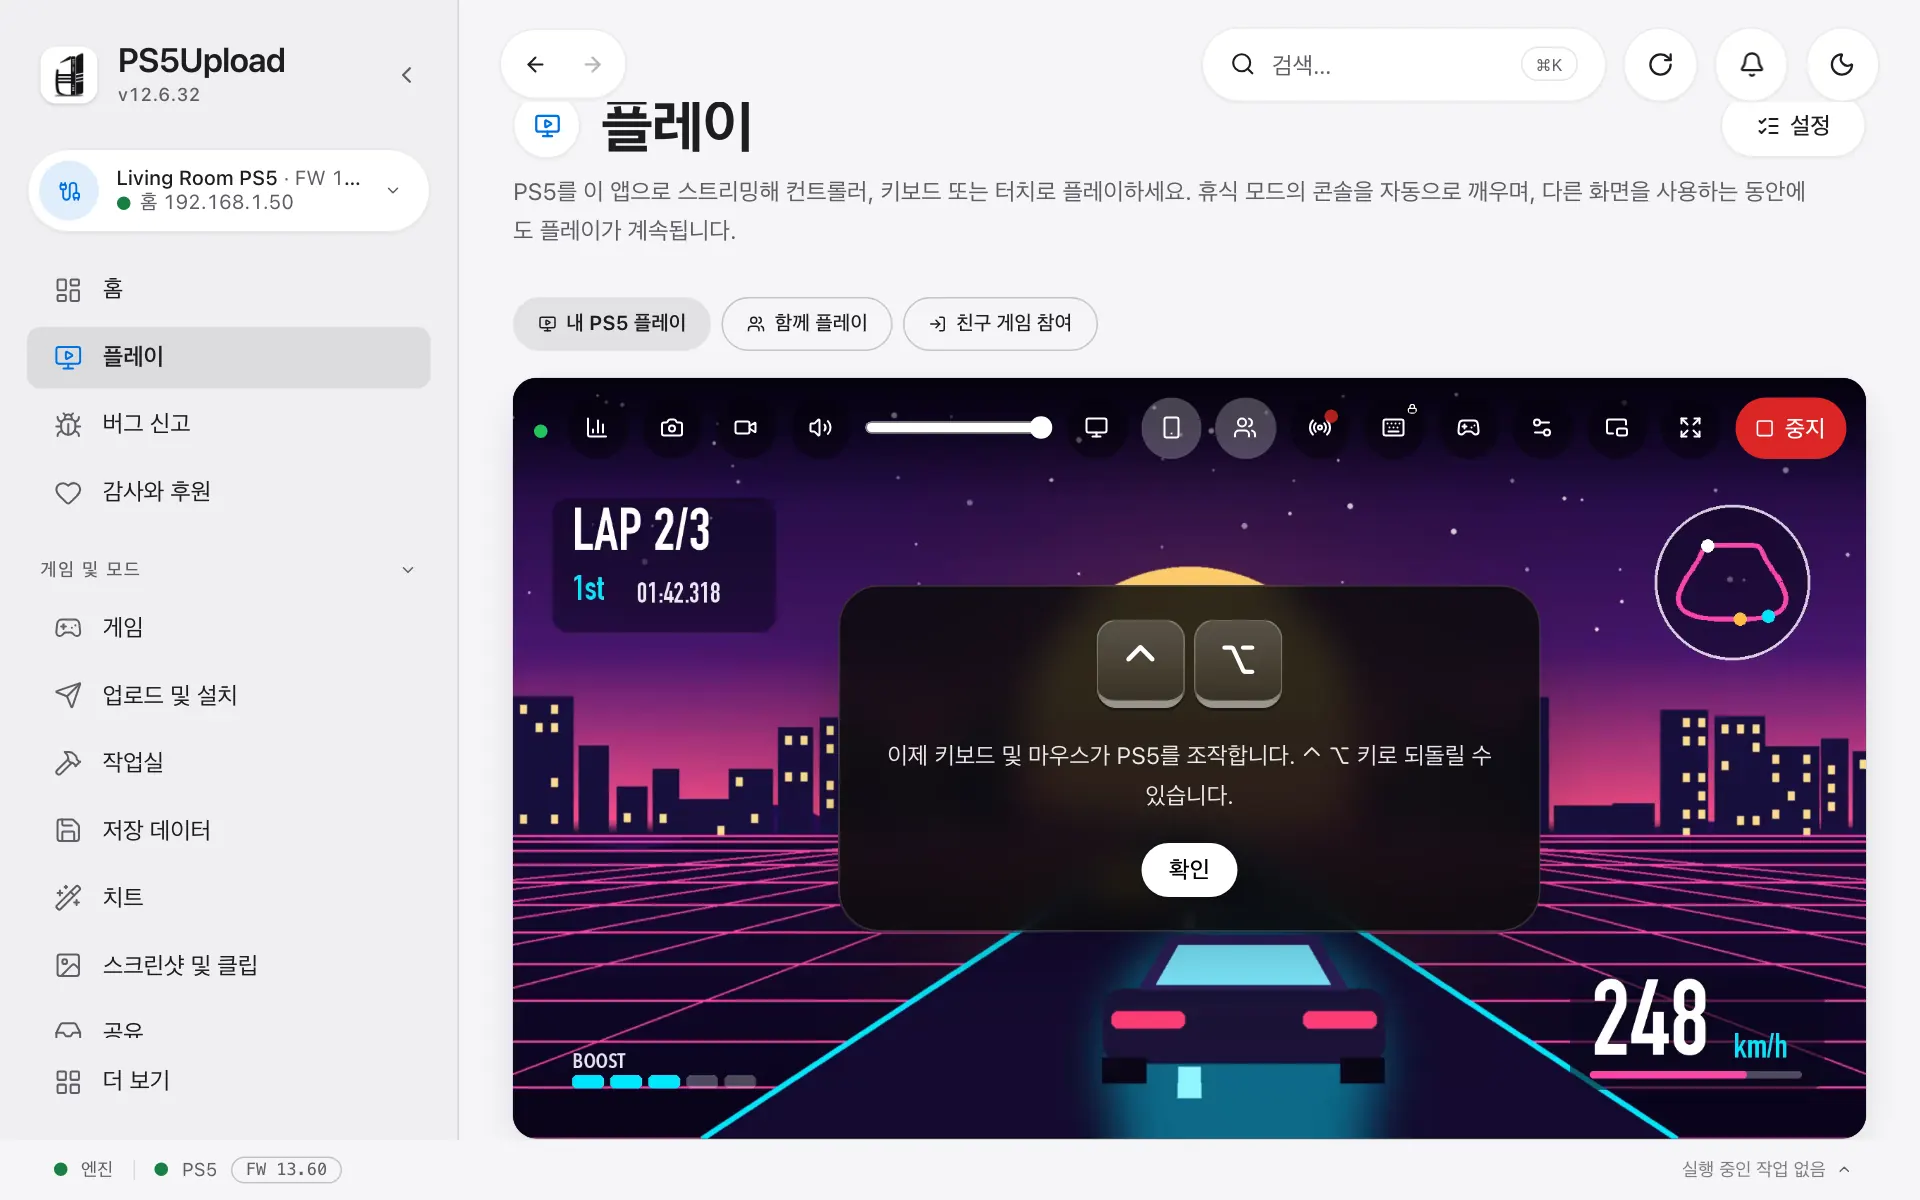 PS5Upload
v12.6.32
Living Room PS5 · FW 1...
홈 192.168.1.50
홈
플레이
버그 신고
감사와 후원
게임 및 모드
게임
업로드 및 설치
작업실
저장 데이터
치트
스크린샷 및 클립
공유
더 보기
검색...
⌘K
플레이
설정
PS5를 이 앱으로 스트리밍해 컨트롤러, 키보드 또는 터치로 플레이하세요. 휴식 모드의 콘솔을 자동으로 깨우며, 다른 화면을 사용하는 동안에
도 플레이가 계속됩니다.
내 PS5 플레이
함께 플레이
친구 게임 참여
중지
LAP 2/3
1st 01:42.318
^ ⌥
이제 키보드 및 마우스가 PS5를 조작합니다. ^ ⌥ 키로 되돌릴 수
있습니다.
확인
BOOST
248 km/h
엔진
PS5
FW 13.60
실행 중인 작업 없음